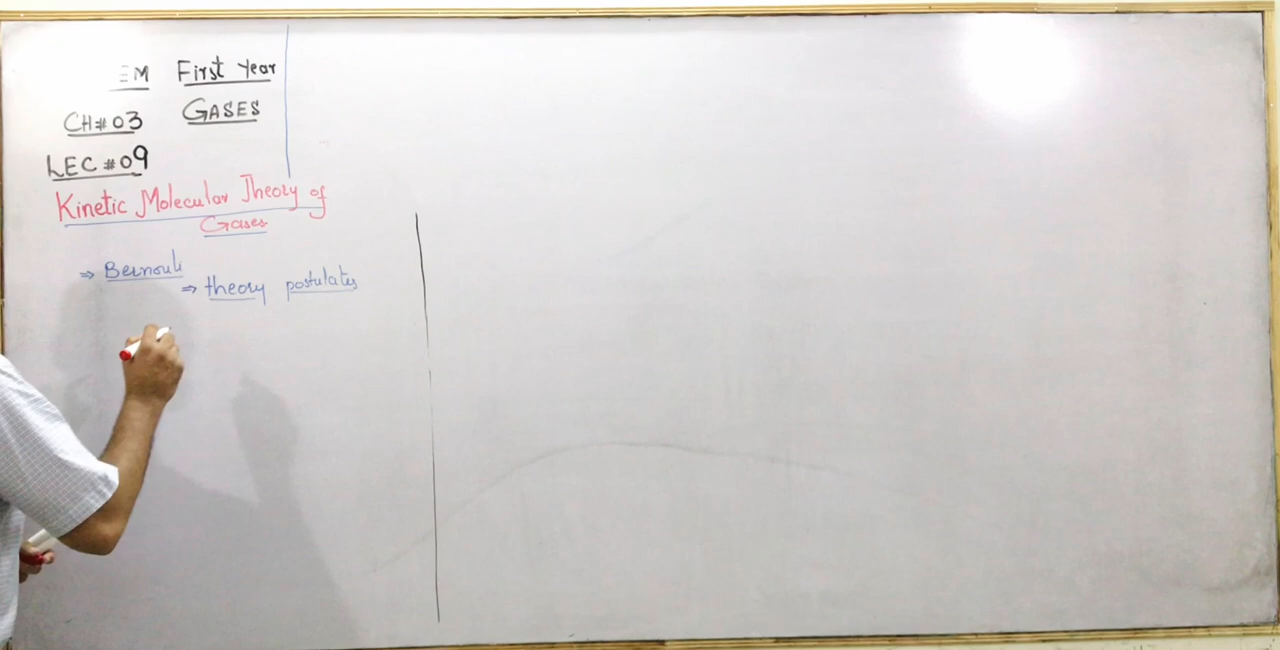 EM First Year
CH#03 GASES
LEC#09
Kinetic Molecular Theory of
Gases
⇒ Bernouli
⇒ theory postulates